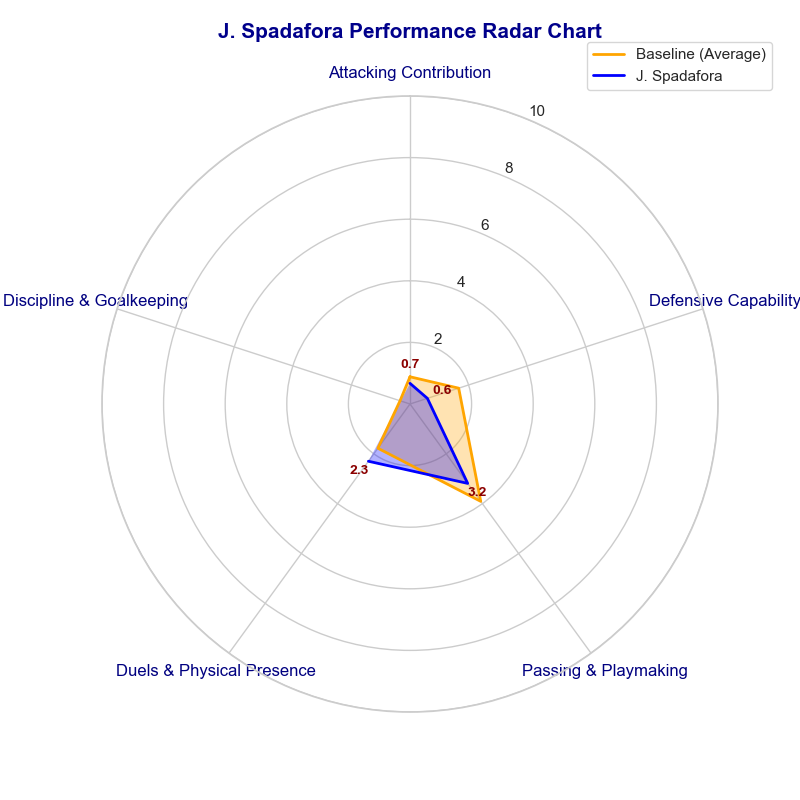 J. Spadafora Performance Radar Chart
Baseline (Average)
J. Spadafora
Attacking Contribution
10
8
6
4
2
Discipline & Goalkeeping
Defensive Capability
0.7
0.6
2.3
3.2
Duels & Physical Presence
Passing & Playmaking